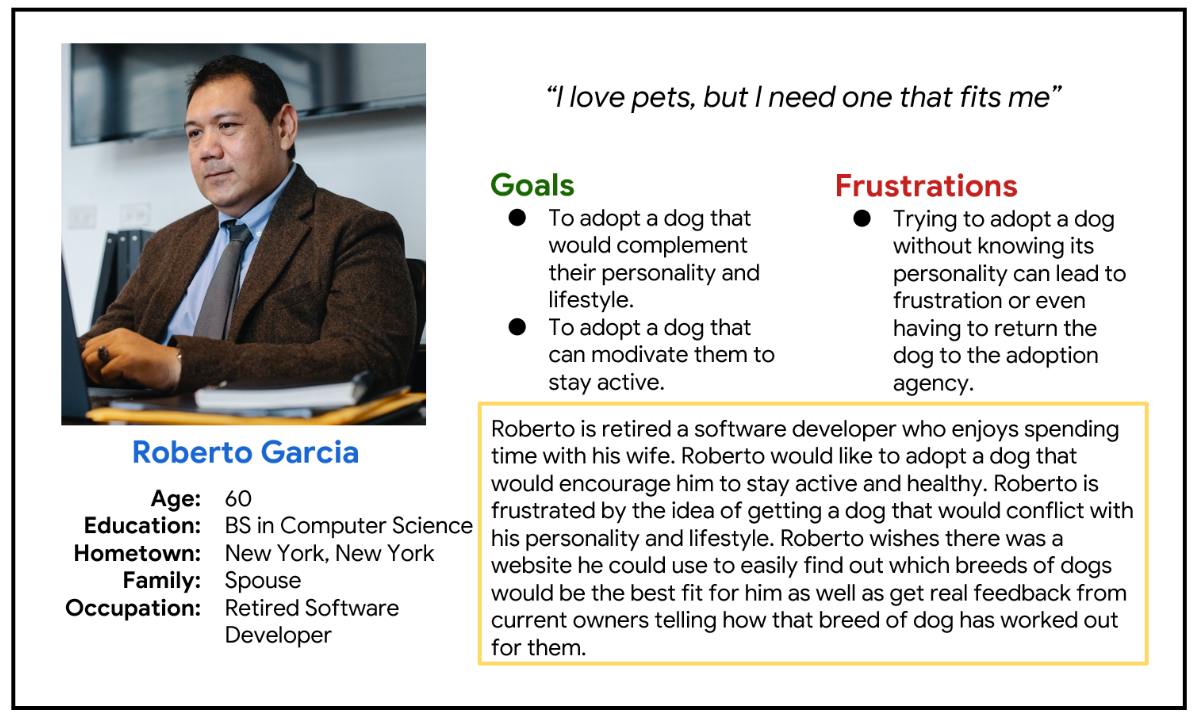 “I love pets, but I need one that fits me”
Goals
● To adopt a dog that
would complement
their personality and
lifestyle.
● To adopt a dog that
can modivate them to
stay active.
Frustrations
● Trying to adopt a dog
without knowing its
personality can lead to
frustration or even
having to return the
dog to the adoption
agency.
Roberto Garcia
Age: 60
Education: BS in Computer Science
Hometown: New York, New York
Family: Spouse
Occupation: Retired Software
Developer
Roberto is retired a software developer who enjoys spending
time with his wife. Roberto would like to adopt a dog that
would encourage him to stay active and healthy. Roberto is
frustrated by the idea of getting a dog that would conflict with
his personality and lifestyle. Roberto wishes there was a
website he could use to easily find out which breeds of dogs
would be the best fit for him as well as get real feedback from
current owners telling how that breed of dog has worked out
for them.